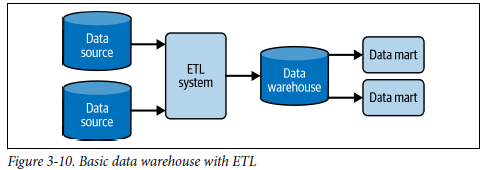 Data
source
Data
source
ETL
system
Data
warehouse
Data mart
Data mart
Figure 3-10. Basic data warehouse with ETL